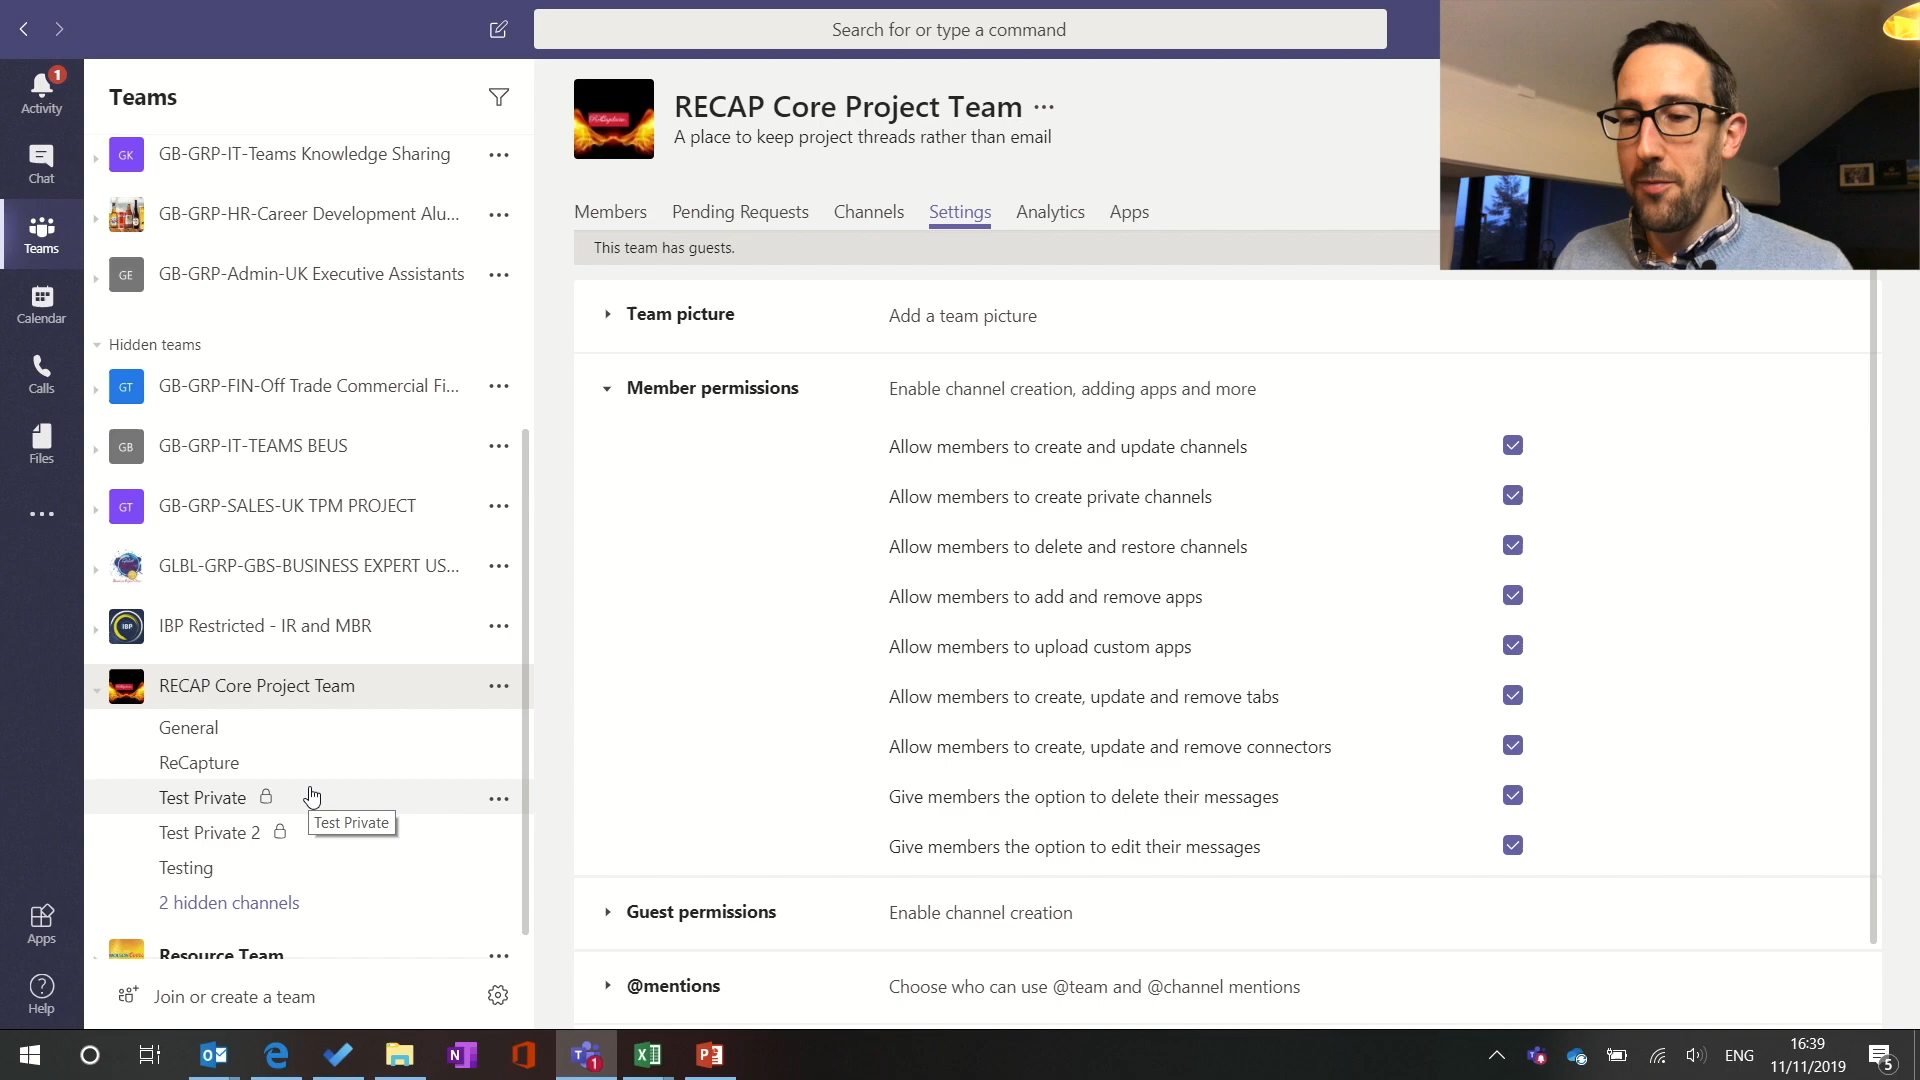 Search for or type a command
1
Activity
Chat
Teams
Calendar
Calls
Files
Apps
Help
Teams
GK GB-GRP-IT-Teams Knowledge Sharing
GB-GRP-HR-Career Development Alu...
GE GB-GRP-Admin-UK Executive Assistants
Hidden teams
GT GB-GRP-FIN-Off Trade Commercial Fi...
GB GB-GRP-IT-TEAMS BEUS
GT GB-GRP-SALES-UK TPM PROJECT
GLBL-GRP-GBS-BUSINESS EXPERT US...
IBP IBP Restricted - IR and MBR
RECAP Core Project Team
General
ReCapture
Test Private
Test Private
Test Private 2
Testing
2 hidden channels
Resource Team
Join or create a team
RECAP Core Project Team
A place to keep project threads rather than email
Members Pending Requests Channels Settings Analytics Apps
This team has guests.
Team picture Add a team picture
Member permissions Enable channel creation, adding apps and more
Allow members to create and update channels
Allow members to create private channels
Allow members to delete and restore channels
Allow members to add and remove apps
Allow members to upload custom apps
Allow members to create, update and remove tabs
Allow members to create, update and remove connectors
Give members the option to delete their messages
Give members the option to edit their messages
Guest permissions Enable channel creation
@mentions Choose who can use @team and @channel mentions
1
ENG
16:39
11/11/2019
5